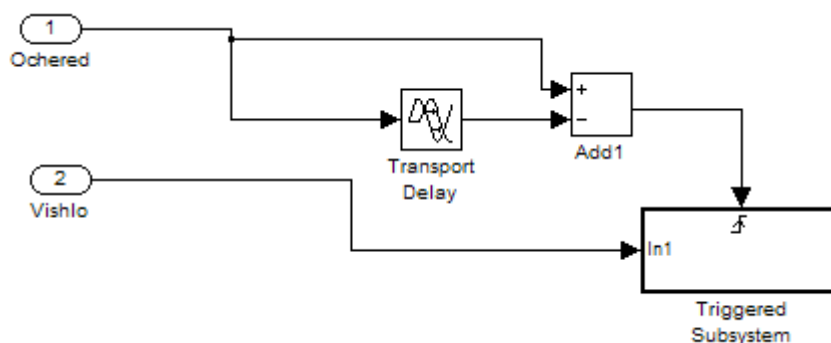 1
Ochered
+
−
Transport
Delay
Add1
2
Vishlo
In1
Triggered
Subsystem